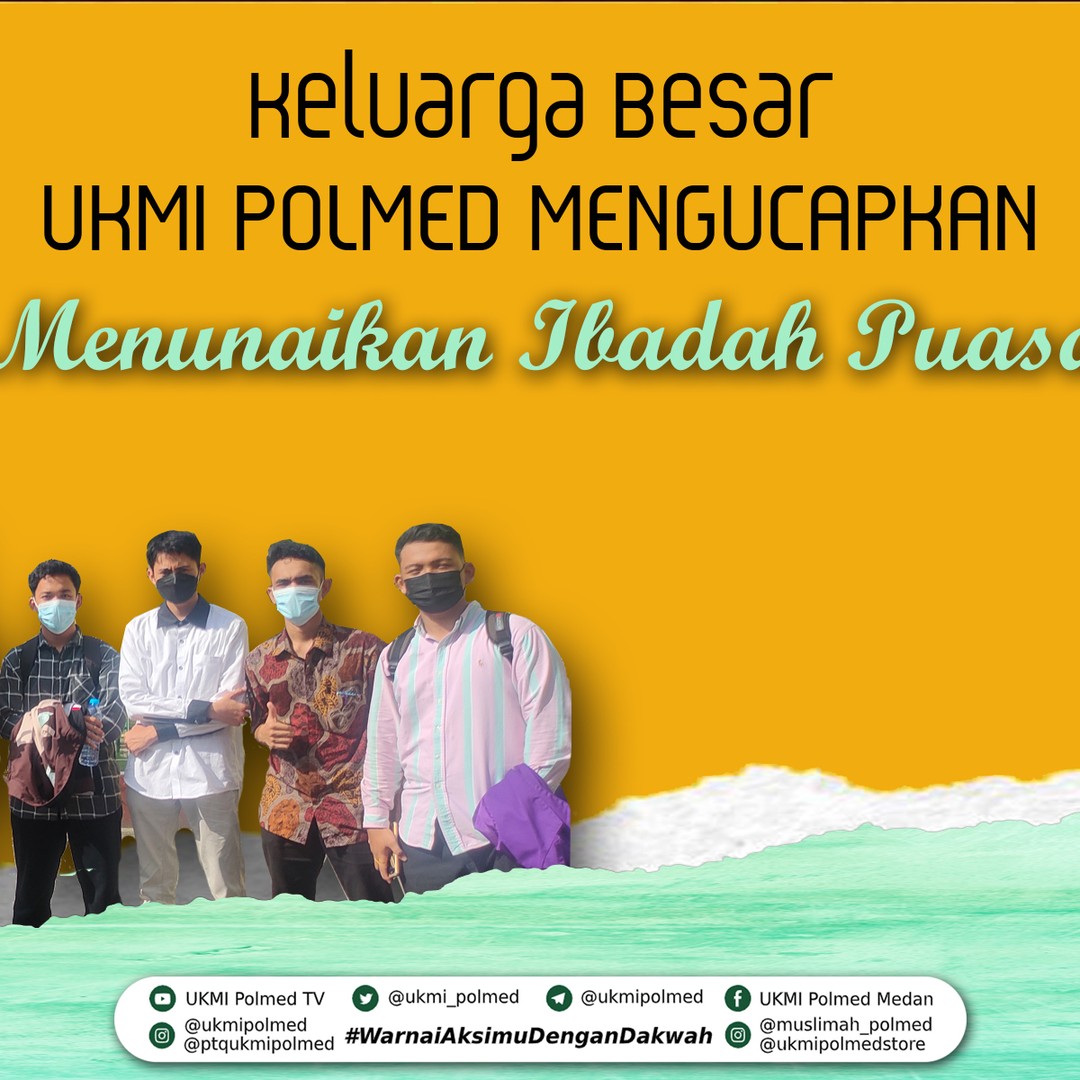 Keluarga Besar
UKMI POLMED MENGUCAPKAN
Menunaikan Ibadah Puasa
UKMI Polmed TV
@ukmi_polmed
@ukmipolmed
UKMI Polmed Medan
@ukmipolmed
@ptqukmipolmed
#WarnaiAksimuDenganDakwah
@muslimah_polmed
@ukmipolmedstore